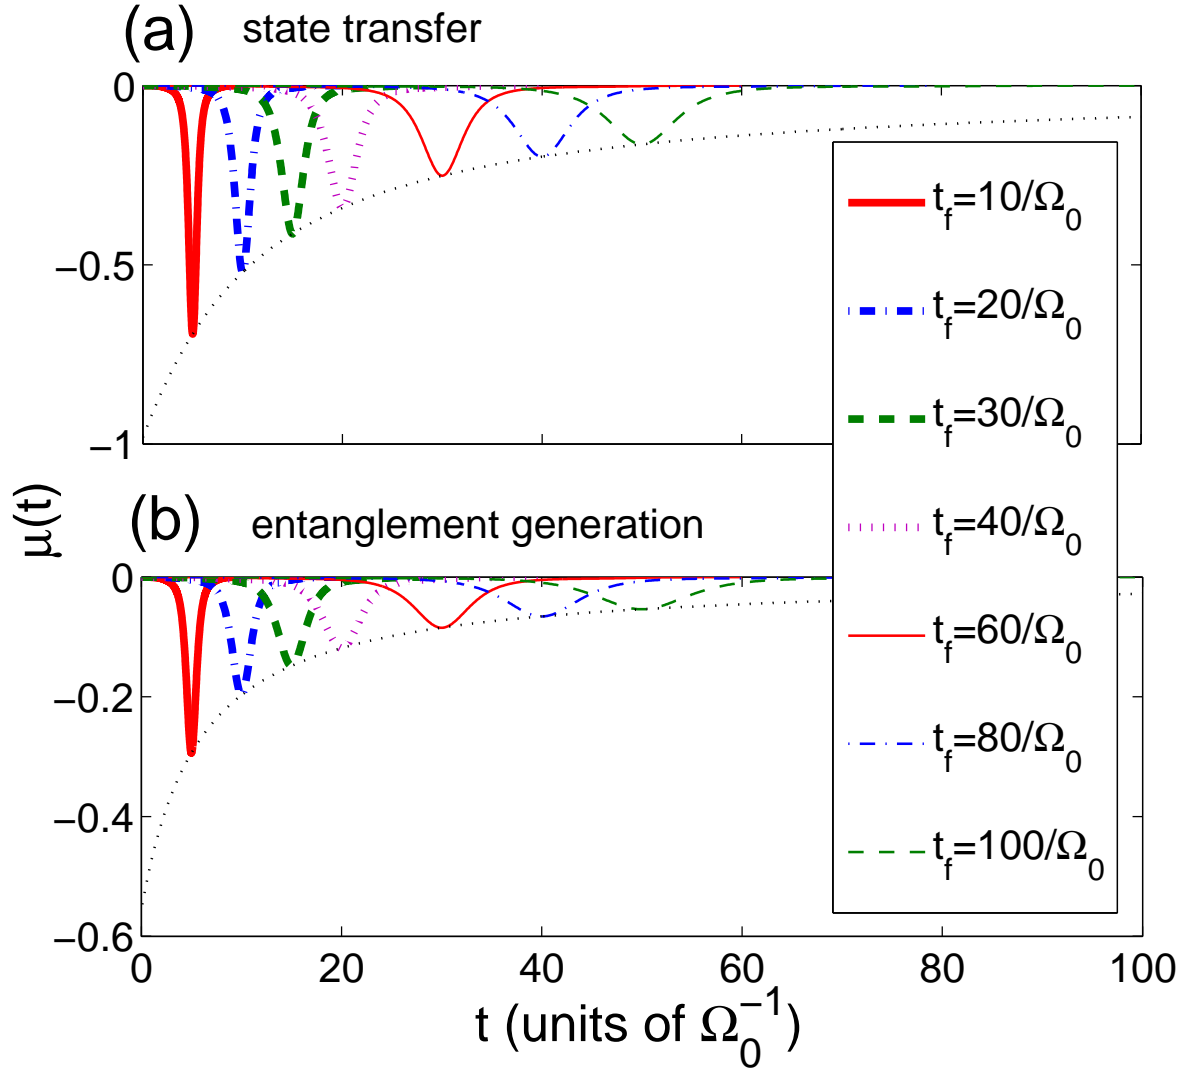 (a) state transfer
0
−0.5
−1
t_f=10/Ω_0
t_f=20/Ω_0
t_f=30/Ω_0
t_f=40/Ω_0
t_f=60/Ω_0
t_f=80/Ω_0
t_f=100/Ω_0
μ(t)
(b) entanglement generation
0
−0.2
−0.4
−0.6
0 20 40 60 80 100
t (units of Ω_0^{−1})